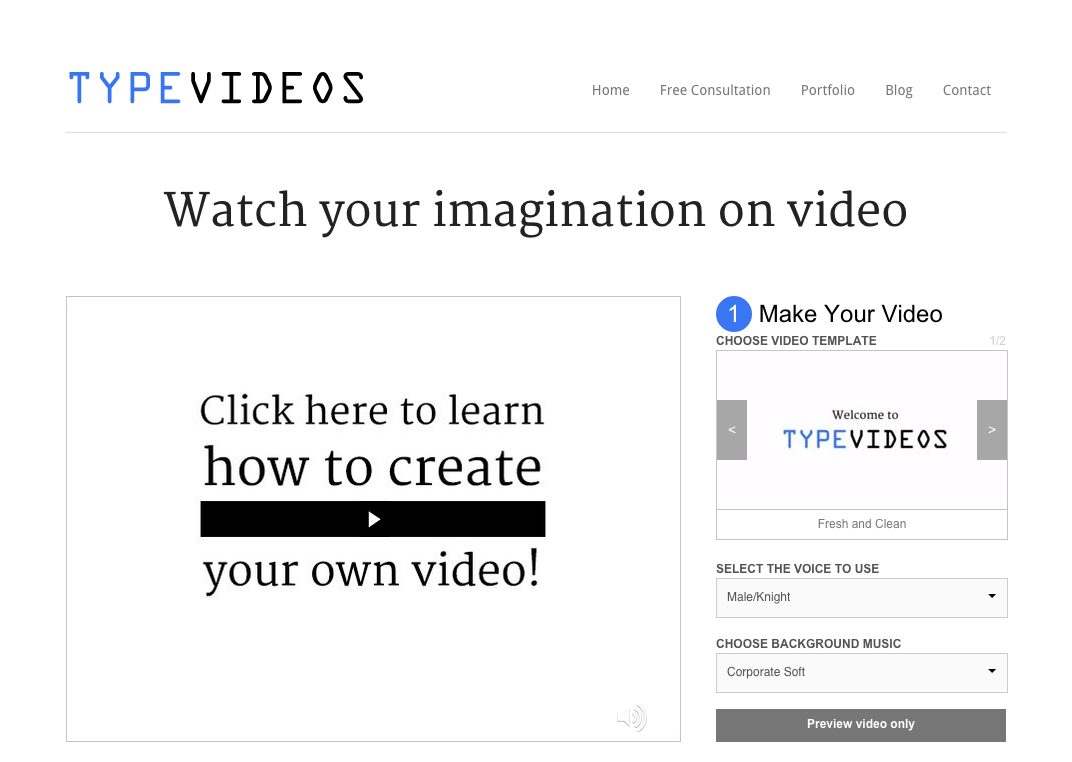 TYPEVIDEOS
Home Free Consultation Portfolio Blog Contact
Watch your imagination on video
Click here to learn
how to create
your own video!
1 Make Your Video
CHOOSE VIDEO TEMPLATE 1/2
Welcome to
< TYPEVIDEOS >
Fresh and Clean
SELECT THE VOICE TO USE
Male/Knight
CHOOSE BACKGROUND MUSIC
Corporate Soft
Preview video only